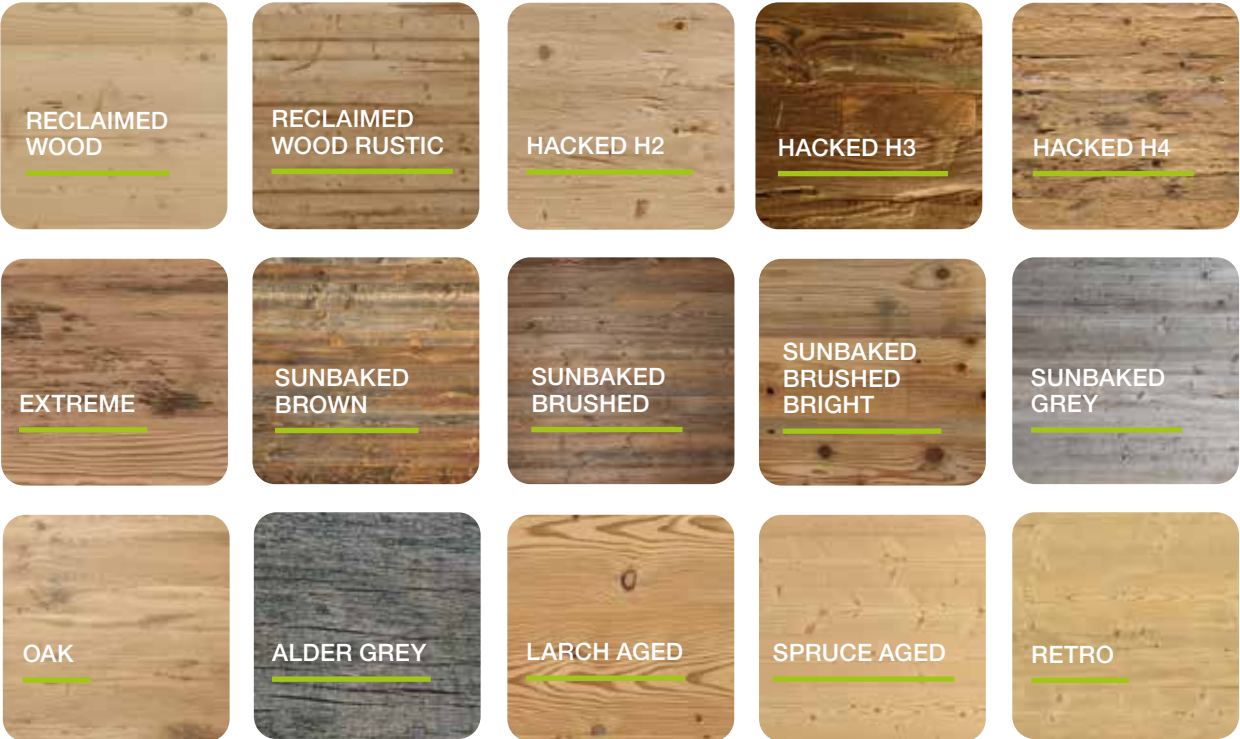 RECLAIMED
WOOD
RECLAIMED
WOOD RUSTIC
HACKED H2
HACKED H3
HACKED H4
EXTREME
SUNBAKED
BROWN
SUNBAKED
BRUSHED
SUNBAKED
BRUSHED
BRIGHT
SUNBAKED
GREY
OAK
ALDER GREY
LARCH AGED
SPRUCE AGED
RETRO